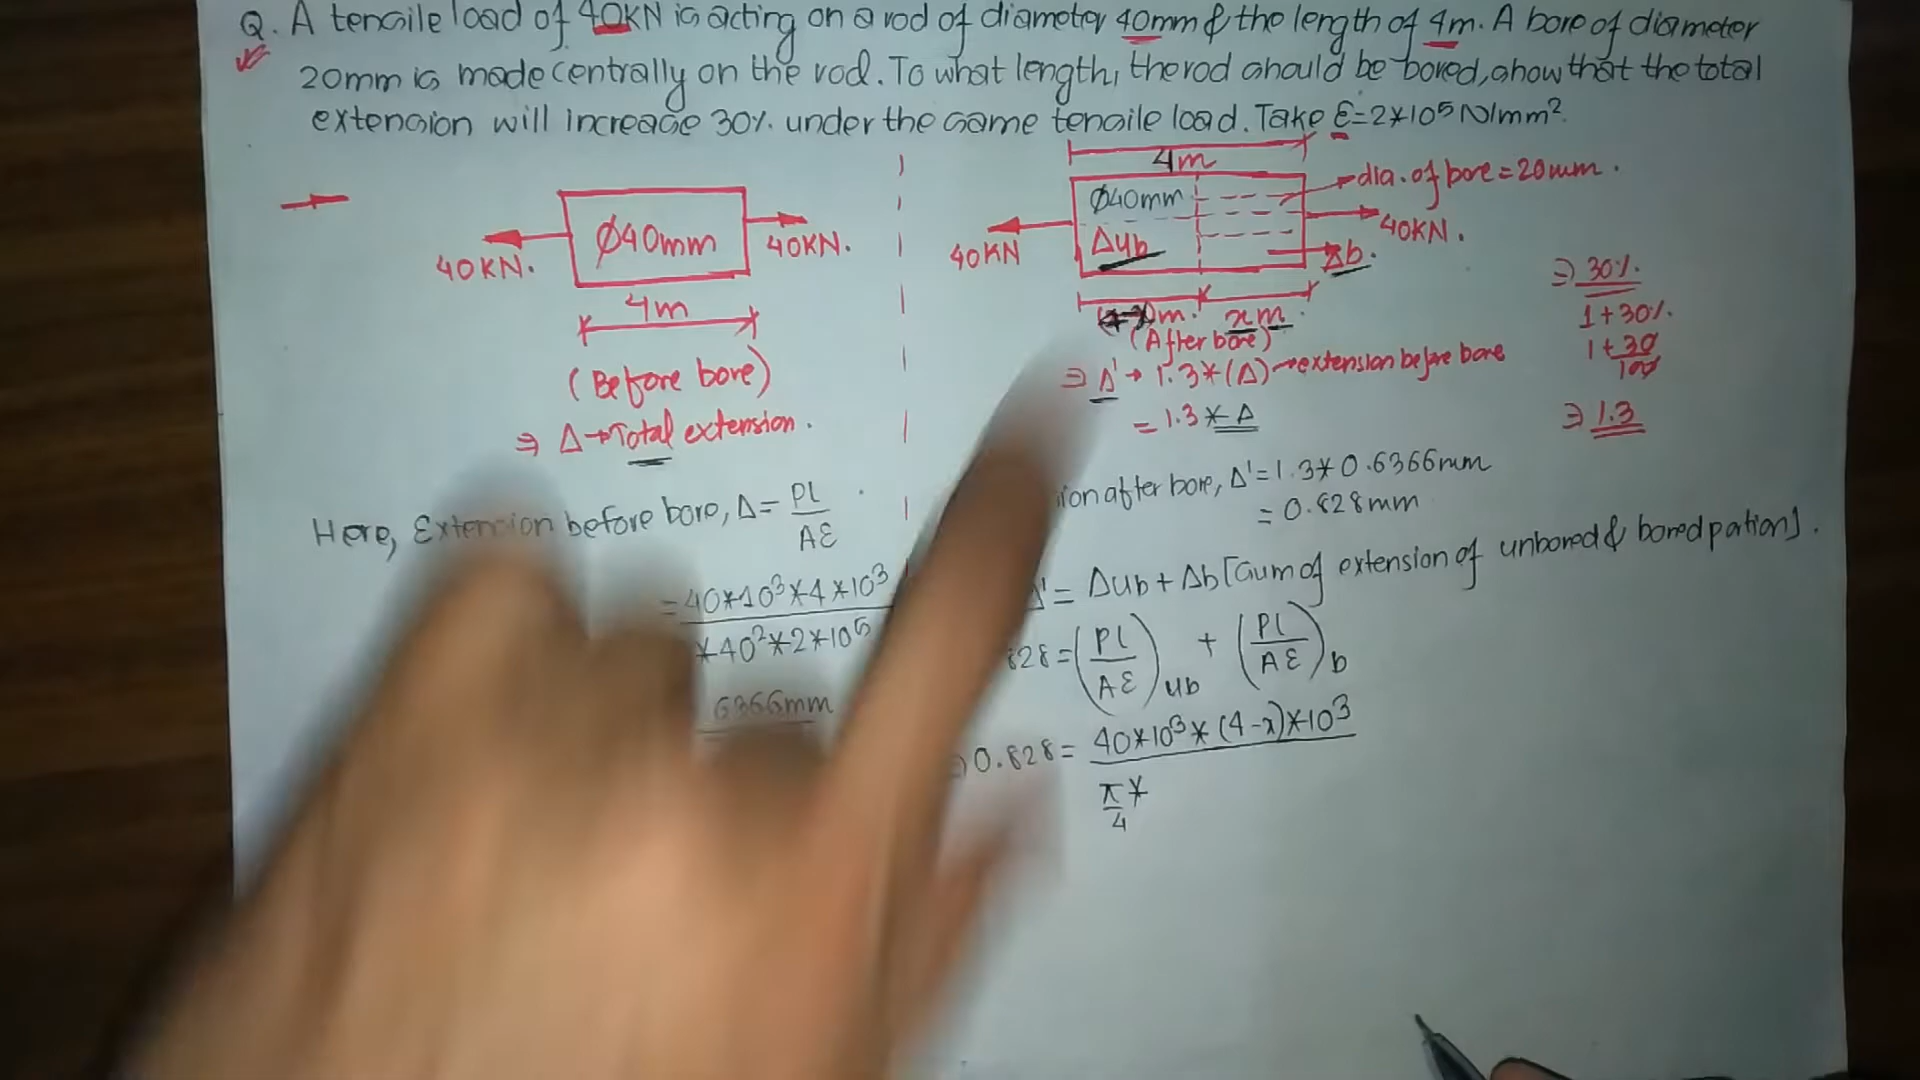 Q. A tensile load of 40KN is acting on a rod of diameter 40mm & the length of 4m. A bore of diameter
20mm is made centrally on the rod. To what length, the rod should be bored, show that the total
extension will increase 30% under the same tensile load. Take E=2*10⁵ N/mm².
40KN.
Ø40mm
40KN.
4m
(Before bore)
⇒ Δ→Total extension.
4m
Ø40mm
dia. of bore = 20mm.
40KN
Δub
40KN.
Δb.
xm
(After bore)
⇒ Δ' → 1.3*(Δ)→extension before bore
= 1.3 * Δ
⇒ 30%.
1+30%.
1+30/100
⇒ 1.3
Here, Extension before bore, Δ= Pl/AE
= 40*10³*4*10³
*40²*2*10⁵
6366mm
ion after bore, Δ'=1.3*0.6366mm
= 0.828mm
Δ'= Δub + Δb [Sum of extension of unbored & bored pation].
828=(Pl/AE)ub + (Pl/AE)b
0.828= 40*10³*(4-x)*10³
π/4*